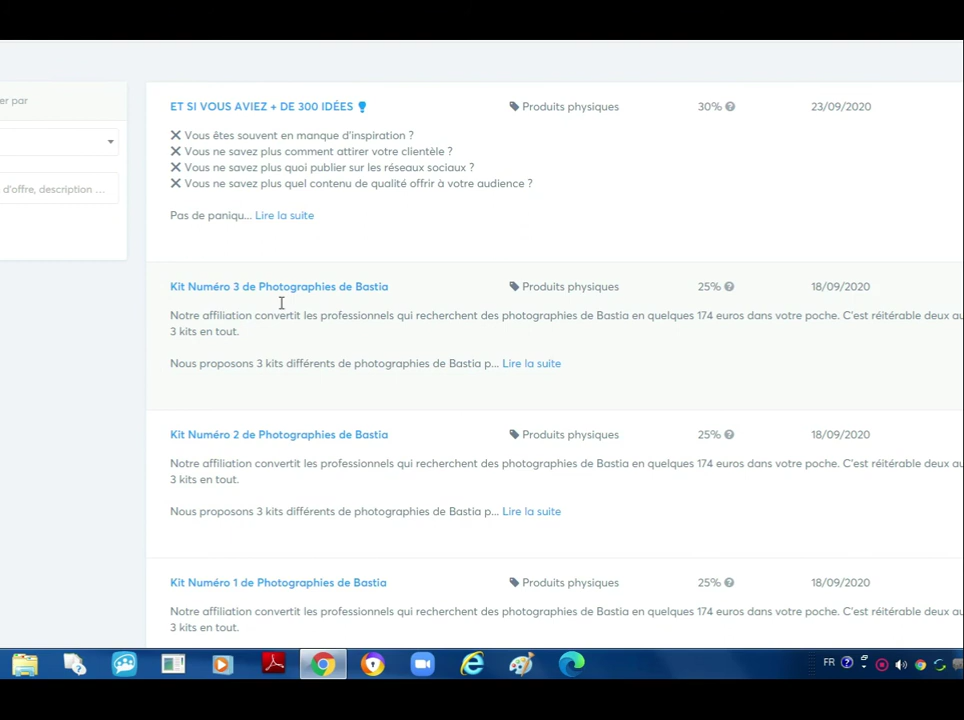 er par
d'offre, description ...
ET SI VOUS AVIEZ + DE 300 IDÉES
Produits physiques
30%
23/09/2020
Vous êtes souvent en manque d'inspiration ?
Vous ne savez plus comment attirer votre clientèle ?
Vous ne savez plus quoi publier sur les réseaux sociaux ?
Vous ne savez plus quel contenu de qualité offrir à votre audience ?
Pas de paniqu... Lire la suite
Kit Numéro 3 de Photographies de Bastia
Produits physiques
25%
18/09/2020
Notre affiliation convertit les professionnels qui recherchent des photographies de Bastia en quelques 174 euros dans votre poche. C'est réitérable deux au
3 kits en tout.
Nous proposons 3 kits différents de photographies de Bastia p... Lire la suite
Kit Numéro 2 de Photographies de Bastia
Produits physiques
25%
18/09/2020
Notre affiliation convertit les professionnels qui recherchent des photographies de Bastia en quelques 174 euros dans votre poche. C'est réitérable deux au
3 kits en tout.
Nous proposons 3 kits différents de photographies de Bastia p... Lire la suite
Kit Numéro 1 de Photographies de Bastia
Produits physiques
25%
18/09/2020
Notre affiliation convertit les professionnels qui recherchent des photographies de Bastia en quelques 174 euros dans votre poche. C'est réitérable deux au
3 kits en tout.
FR